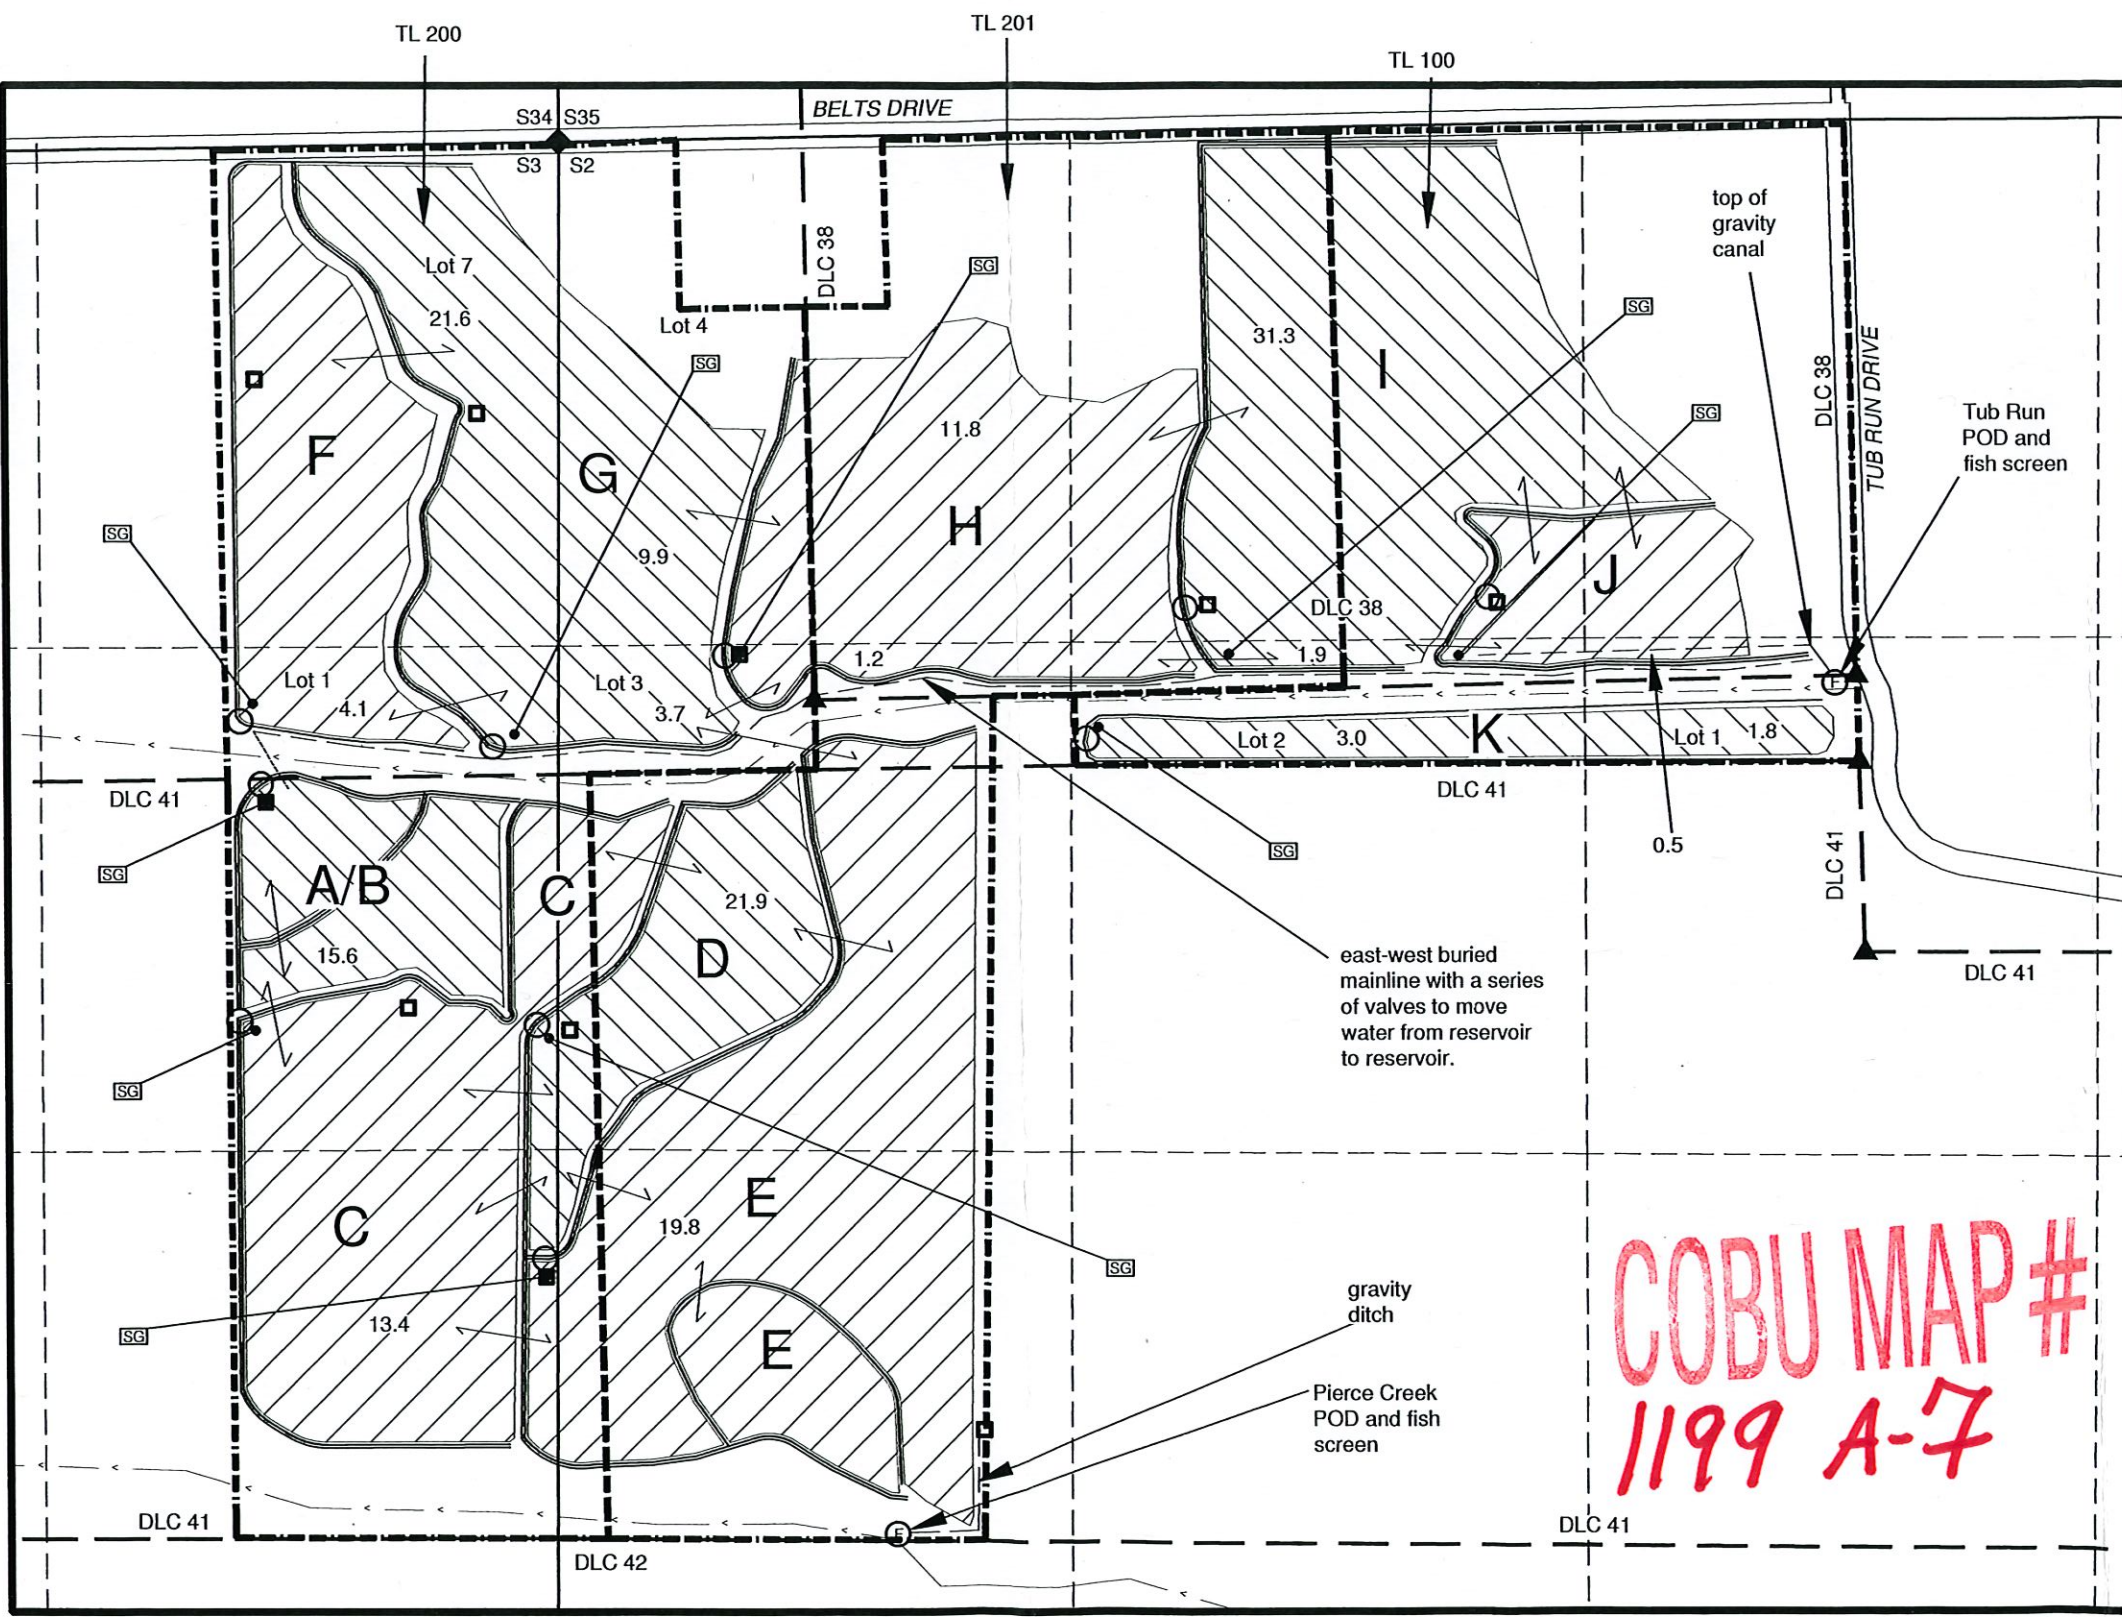 TL 200
TL 201
TL 100
BELTS DRIVE
S34 S35
S3 S2
top of
gravity
canal
DLC 38
SG
Lot 7
21.6
SG
Lot 4
31.3
I
DLC 38
TUB RUN DRIVE
SG
F
G
11.8
SG
Tub Run
POD and
fish screen
SG
9.9
H
J
DLC 38
Lot 1
4.1
Lot 3
3.7
1.2
1.9
F
K
Lot 2
3.0
Lot 1
1.8
DLC 41
DLC 41
0.5
SG
SG
A/B
C
21.9
DLC 41
15.6
D
east-west buried
mainline with a series
of valves to move
water from reservoir
to reservoir.
DLC 41
SG
C
E
19.8
SG
13.4
SG
E
gravity
ditch
Pierce Creek
POD and fish
screen
COBU MAP #
1199 A-7
DLC 41
F
DLC 41
DLC 42